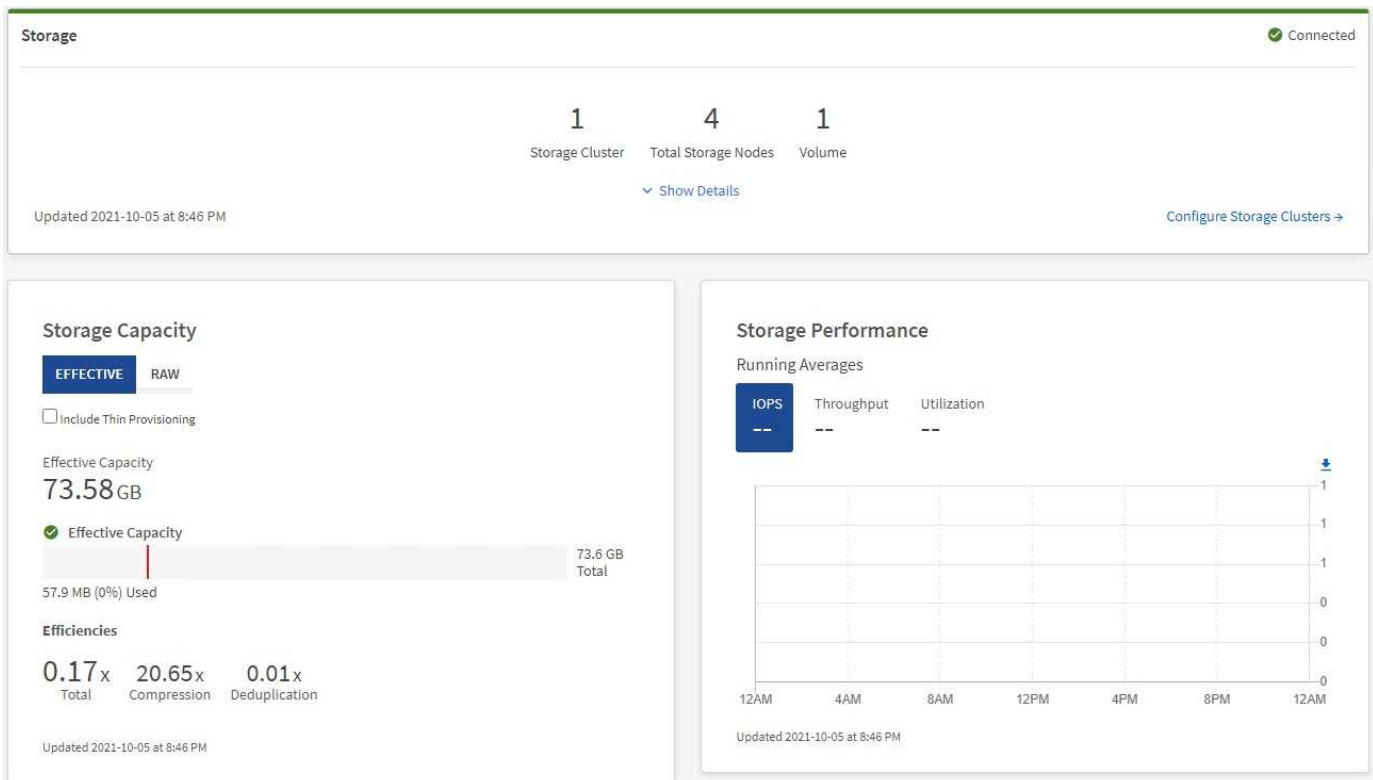 Storage
Connected
1 4 1
Storage Cluster Total Storage Nodes Volume
Show Details
Updated 2021-10-05 at 8:46 PM
Configure Storage Clusters →
Storage Capacity
EFFECTIVE RAW
Include Thin Provisioning
Effective Capacity
73.58 GB
Effective Capacity
73.6 GB
Total
57.9 MB (0%) Used
Efficiencies
0.17x 20.65x 0.01x
Total Compression Deduplication
Updated 2021-10-05 at 8:46 PM
Storage Performance
Running Averages
IOPS Throughput Utilization
-- -- --
1
1
1
0
0
0
12AM 4AM 8AM 12PM 4PM 8PM 12AM
Updated 2021-10-05 at 8:46 PM